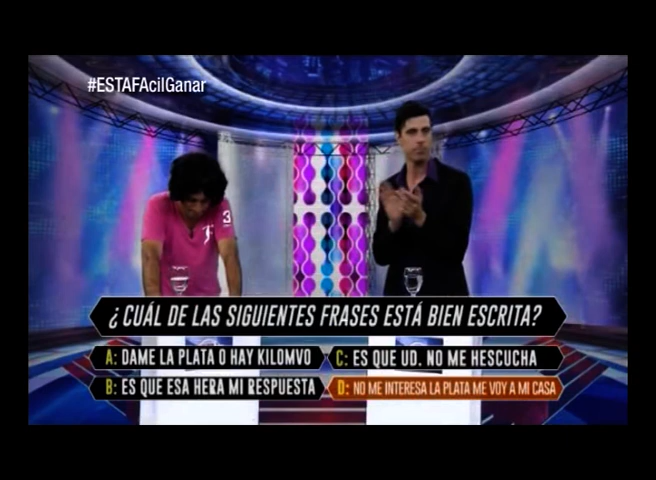 #ESTAFAcilGanar
3
¿CUÁL DE LAS SIGUIENTES FRASES ESTÁ BIEN ESCRITA?
A: DAME LA PLATA O HAY KILOMVO
C: ES QUE UD. NO ME HESCUCHA
B: ES QUE ESA HERA MI RESPUESTA
D: NO ME INTERESA LA PLATA ME VOY A MI CASA